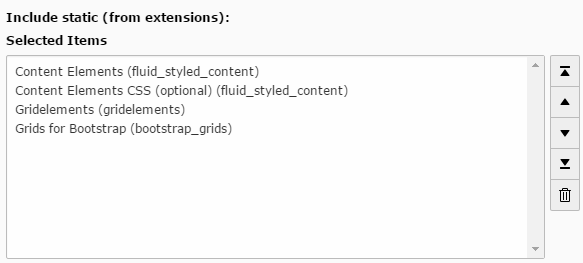 Include static (from extensions):
Selected Items
Content Elements (fluid_styled_content)
Content Elements CSS (optional) (fluid_styled_content)
Gridelements (gridelements)
Grids for Bootstrap (bootstrap_grids)